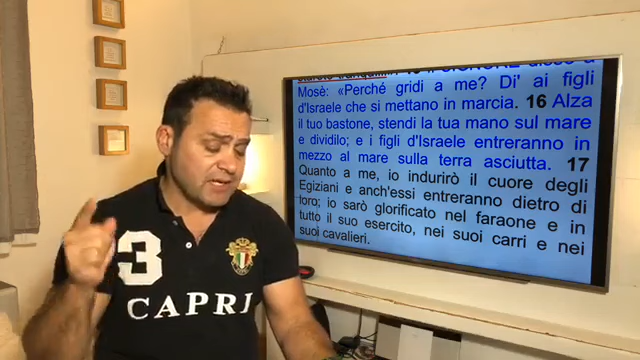 Mosè: «Perché gridi a me? Di' ai figli
d'Israele che si mettano in marcia. 16 Alza
il tuo bastone, stendi la tua mano sul mare
e dividilo; e i figli d'Israele entreranno in
mezzo al mare sulla terra asciutta. 17
Quanto a me, io indurirò il cuore degli
Egiziani e anch'essi entreranno dietro di
loro; io sarò glorificato nel faraone e in
tutto il suo esercito, nei suoi carri e nei
suoi cavalieri.
3
CAPRI